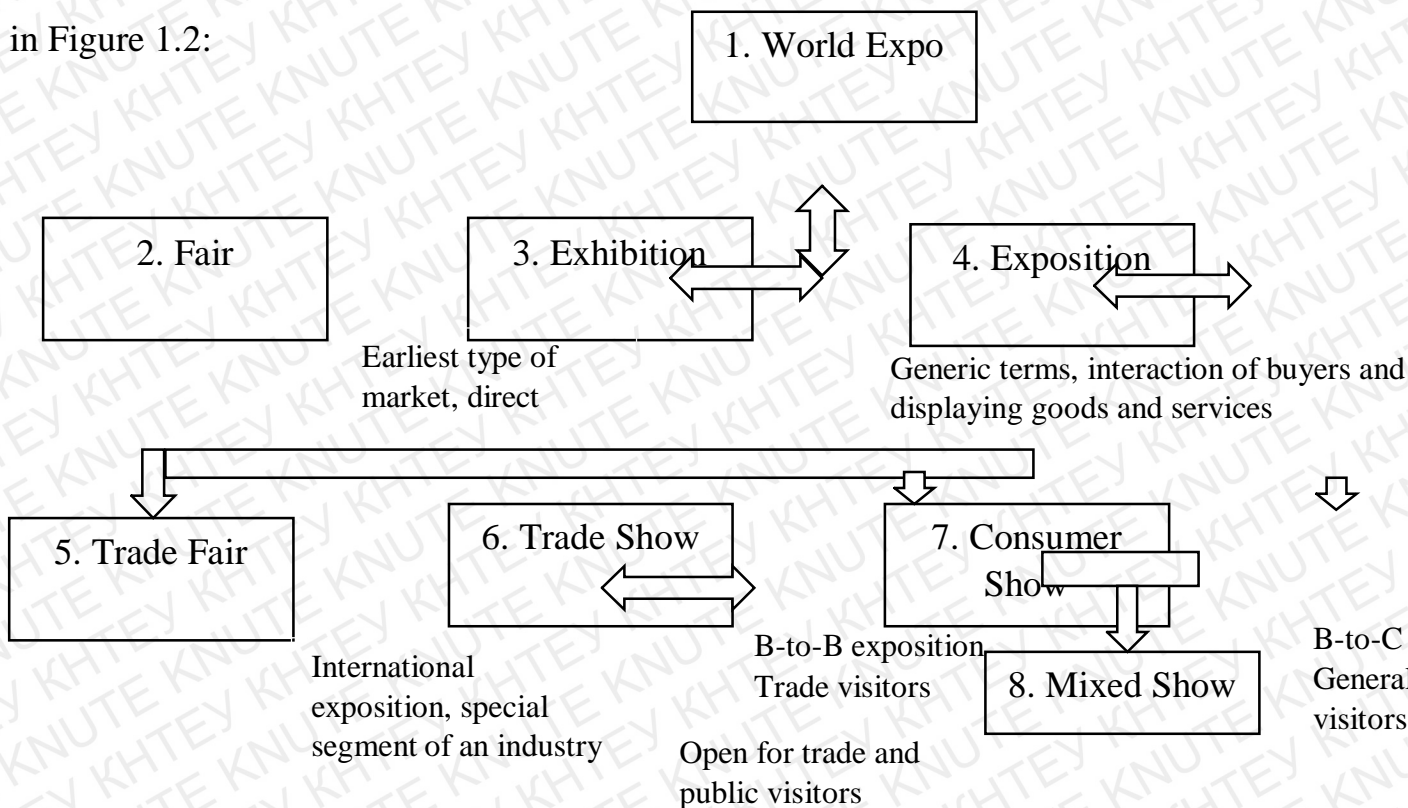 in Figure 1.2:
1. World Expo
2. Fair
3. Exhibition
4. Exposition
Earliest type of
market, direct
Generic terms, interaction of buyers and
displaying goods and services
5. Trade Fair
6. Trade Show
7. Consumer
Show
International
exposition, special
segment of an industry
B-to-B exposition
Trade visitors
8. Mixed Show
B-to-C
General
visitors
Open for trade and
public visitors